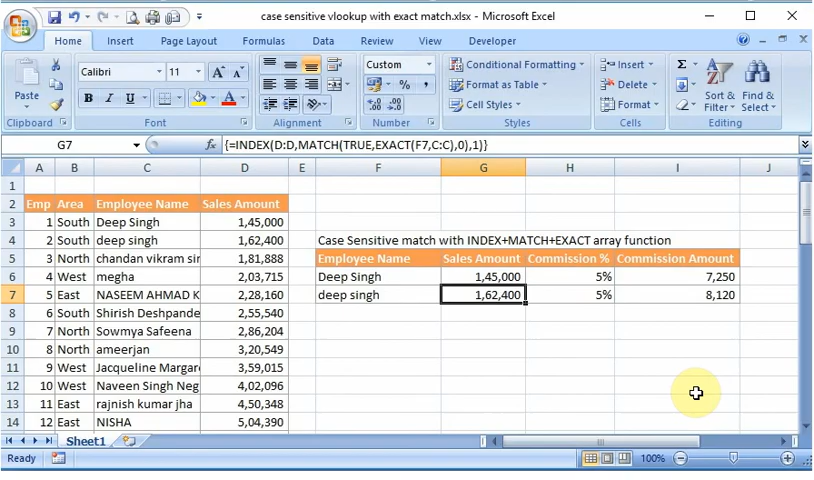 case sensitive vlookup with exact match.xlsx - Microsoft Excel
Home Insert Page Layout Formulas Data Review View Developer
Paste
Clipboard
Calibri 11
B I U
Font
Alignment
Custom
% ,
Number
Conditional Formatting
Format as Table
Cell Styles
Styles
Insert
Delete
Format
Cells
Σ
Sort & Filter
Find & Select
Editing
G7 fx {=INDEX(D:D,MATCH(TRUE,EXACT(F7,C:C),0),1)}
A B C D E F G H I J
1
2 Emp Area Employee Name Sales Amount
3 1 South Deep Singh 1,45,000
4 2 South deep singh 1,62,400 Case Sensitive match with INDEX+MATCH+EXACT array function
5 3 North chandan vikram sin 1,81,888 Employee Name Sales Amount Commission % Commission Amount
6 4 West megha 2,03,715 Deep Singh 1,45,000 5% 7,250
7 5 East NASEEM AHMAD K 2,28,160 deep singh 1,62,400 5% 8,120
8 6 South Shirish Deshpande 2,55,540
9 7 North Sowmya Safeena 2,86,204
10 8 North ameerjan 3,20,549
11 9 West Jacqueline Margare 3,59,015
12 10 West Naveen Singh Neg 4,02,096
13 11 East rajnish kumar jha 4,50,348
14 12 East NISHA 5,04,390
Sheet1
Ready 100%